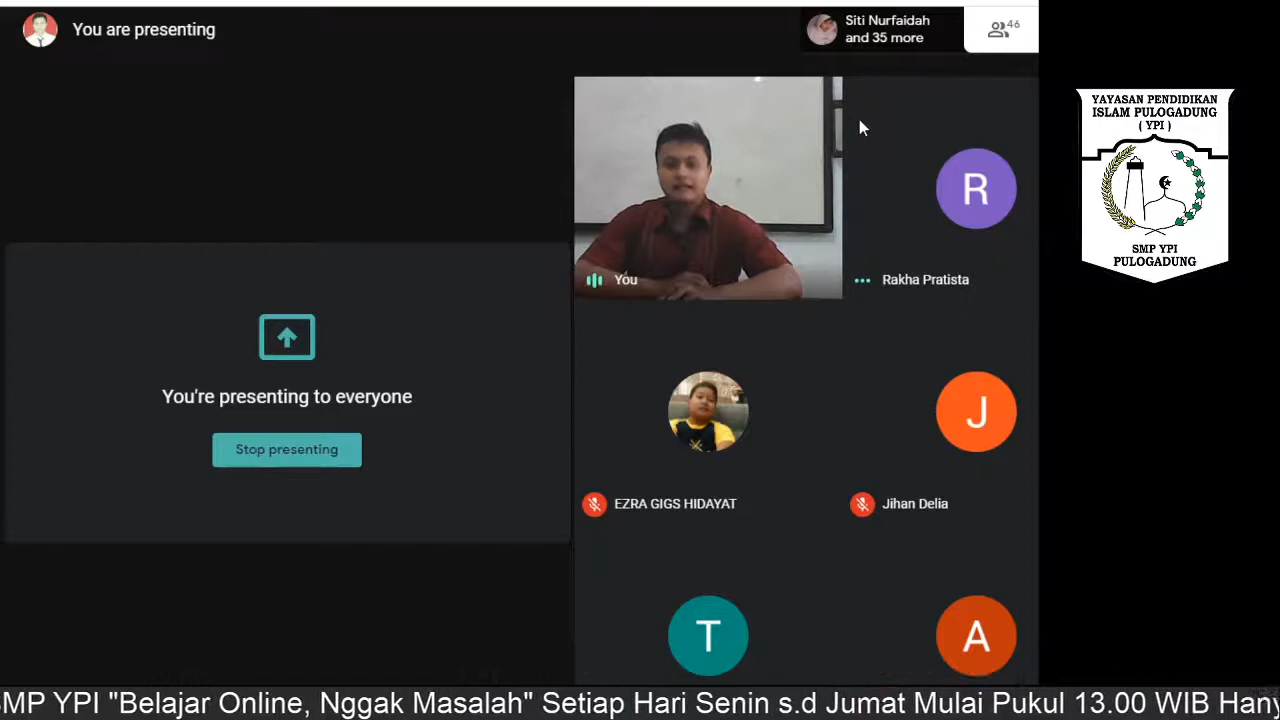 You are presenting
Siti Nurfaidah
and 35 more
46
YAYASAN PENDIDIKAN
ISLAM PULOGADUNG
( YPI )
SMP YPI
PULOGADUNG
R
You
Rakha Pratista
You're presenting to everyone
Stop presenting
J
EZRA GIGS HIDAYAT
Jihan Delia
T
A
SMP YPI "Belajar Online, Nggak Masalah" Setiap Hari Senin s.d Jumat Mulai Pukul 13.00 WIB Hany